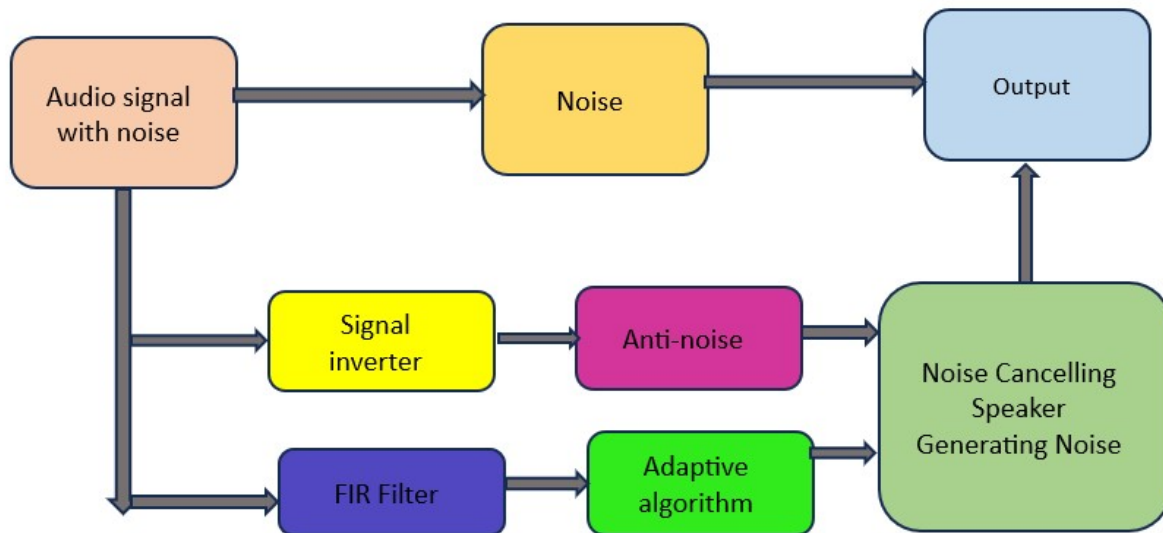 Audio signal
with noise
Noise
Output
Signal
inverter
Anti-noise
Noise Cancelling
Speaker
Generating Noise
FIR Filter
Adaptive
algorithm